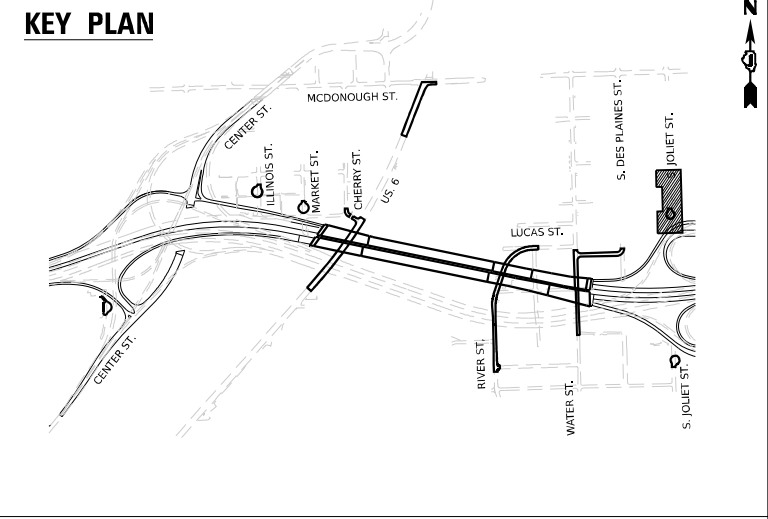 KEY PLAN
N
MCDONOUGH ST.
CENTER ST.
S. DES PLAINES ST.
S. JOLIET ST.
ILLINOIS ST.
MARKET ST.
CHERRY ST.
US. 6
LUCAS ST.
CENTER ST.
RIVER ST.
WATER ST.
S. JOLIET ST.